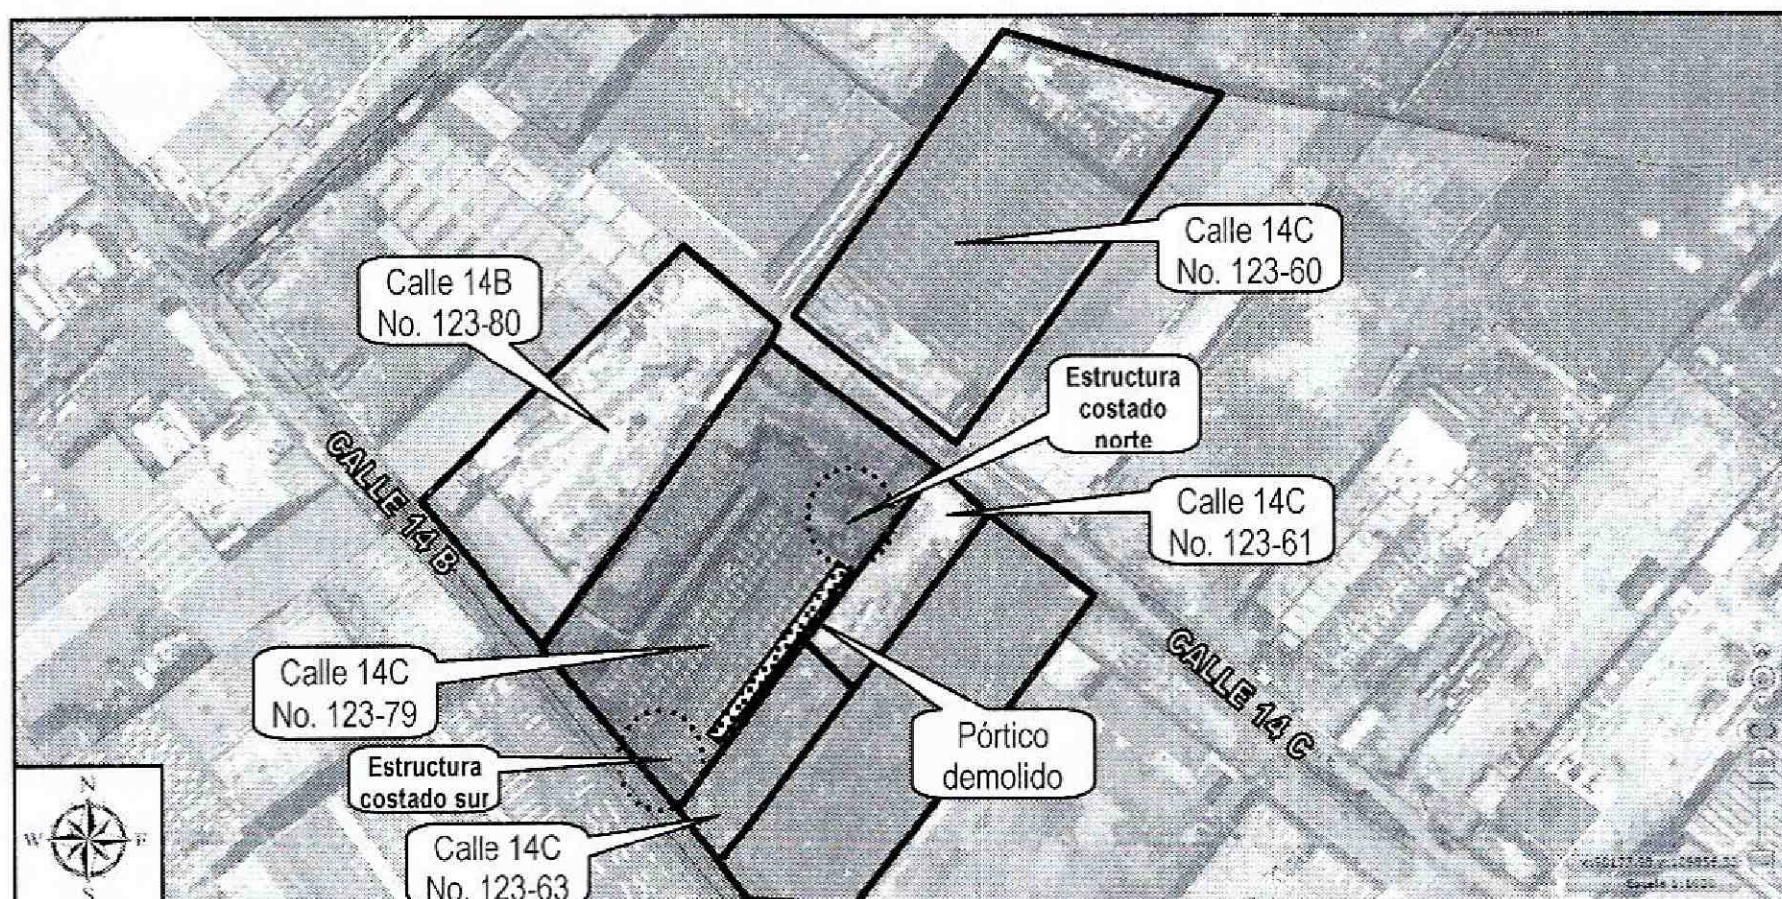 Calle 14C
No. 123-60
Calle 14B
No. 123-80
Estructura
costado
norte
CALLE 14 B
Calle 14C
No. 123-61
Calle 14C
No. 123-79
CALLE 14 C
Pórtico
demolido
Estructura
costado sur
Calle 14C
No. 123-63
N
W E
S